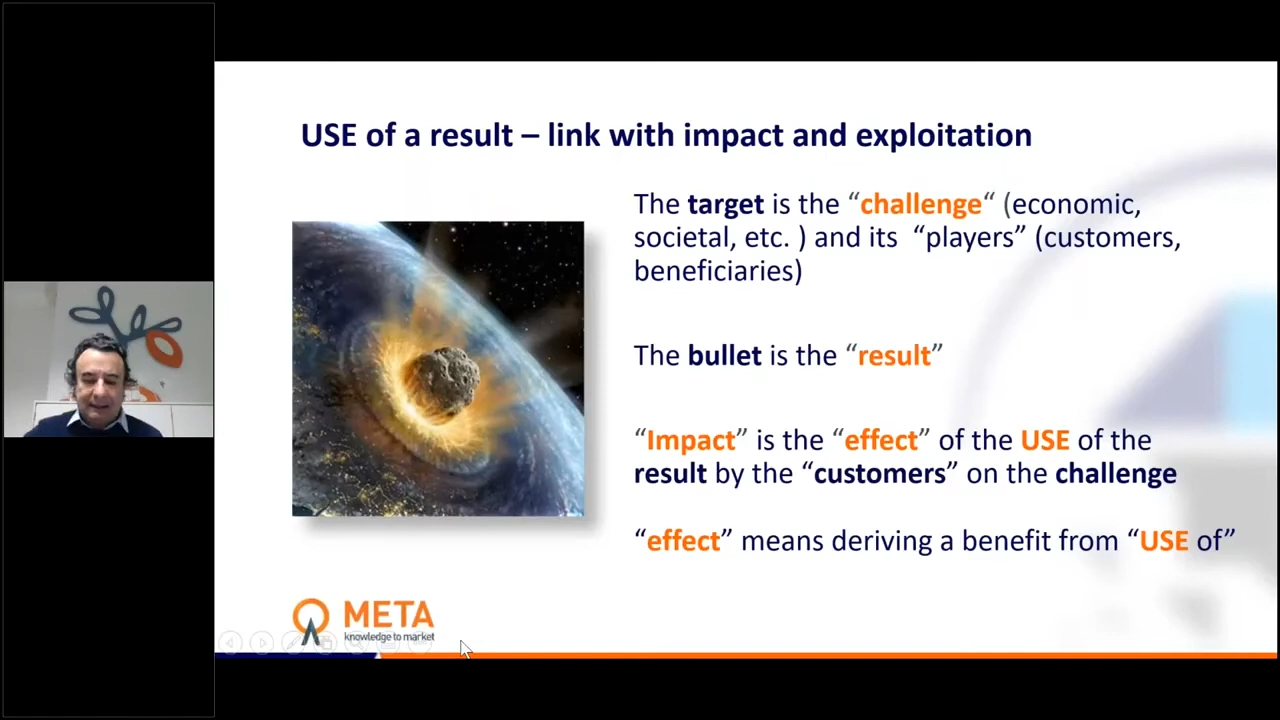 USE of a result – link with impact and exploitation
The target is the “challenge“ (economic,
societal, etc. ) and its “players” (customers,
beneficiaries)
The bullet is the “result”
“Impact” is the “effect” of the USE of the
result by the “customers” on the challenge
“effect” means deriving a benefit from “USE of”
META
knowledge to market